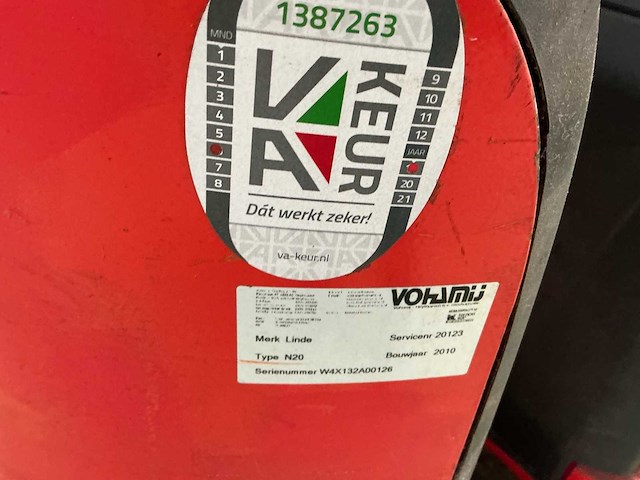 1387263
MND
1
2
3
4
5
7
8
VA
KEUR
9
10
11
12
JAAR
20
21
Dát werkt zeker!
va-keur.nl
VOHAMIJ
Merk Linde
Servicenr 20123
Type N20
Bouwjaar 2010
Serienummer W4X132A00126